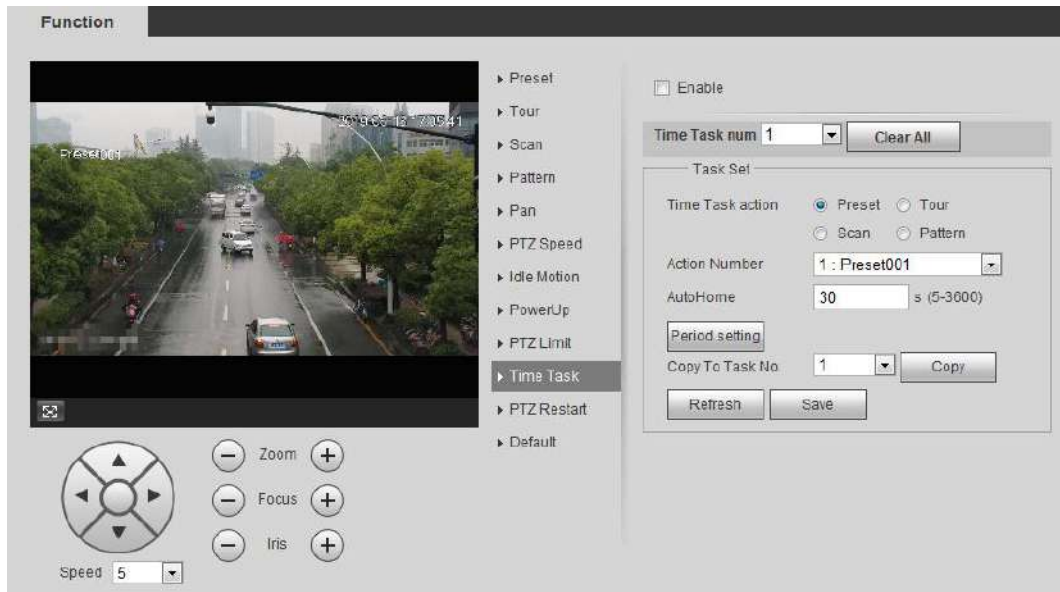 Function
Preset001
Preset
Tour
Scan
Pattern
Pan
PTZ Speed
Idle Motion
PowerUp
PTZ Limit
Time Task
PTZ Restart
Default
Enable
Time Task num 1 Clear All
Task Set
Time Task action Preset Tour
Scan Pattern
Action Number 1 : Preset001
AutoHome 30 s (5-3600)
Period setting
Copy To Task No. 1 Copy
Refresh Save
Zoom
Focus
Iris
Speed 5